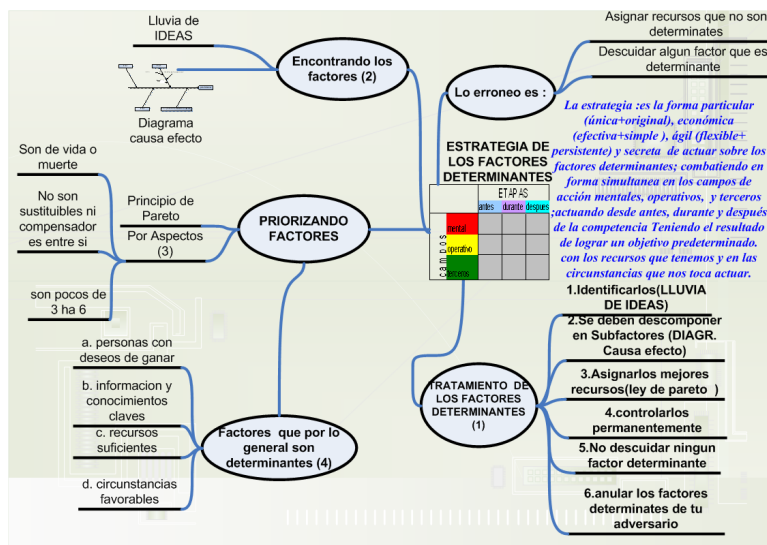 Lluvia de
IDEAS
Diagrama
causa efecto
Encontrando los
factores (2)
Asignar recursos que no son
determinates
Descuidar algun factor que es
determinante
Lo erroneo es :
La estrategia :es la forma particular
(única+original), económica
(efectiva+simple ), ágil (flexible+
persistente) y secreta de actuar sobre los
factores determinantes; combatiendo en
forma simultanea en los campos de
acción mentales, operativos, y terceros
;actuando desde antes, durante y después
de la competencia Teniendo el resultado
de lograr un objetivo predeterminado.
con los recursos que tenemos y en las
circunstancias que nos toca actuar.
ESTRATEGIA DE
LOS FACTORES
DETERMINANTES
ETAPAS
antes durante despues
campos
mental
operativo
terceros
Son de vida o
muerte
No son
sustituibles ni
compensador
es entre si
son pocos de
3 ha 6
Principio de
Pareto
Por Aspectos
(3)
PRIORIZANDO
FACTORES
a. personas con
deseos de ganar
b. informacion y
conocimientos
claves
c. recursos
suficientes
d. circunstancias
favorables
Factores que por lo
general son
determinantes (4)
TRATAMIENTO DE
LOS FACTORES
DETERMINANTES
(1)
1.Identificarlos(LLUVIA
DE IDEAS)
2.Se deben descomponer
en Subfactores (DIAGR.
Causa efecto)
3.Asignarlos mejores
recursos(ley de pareto )
4.controlarlos
permanentemente
5.No descuidar ningun
factor determinante
6.anular los factores
determinates de tu
adversario